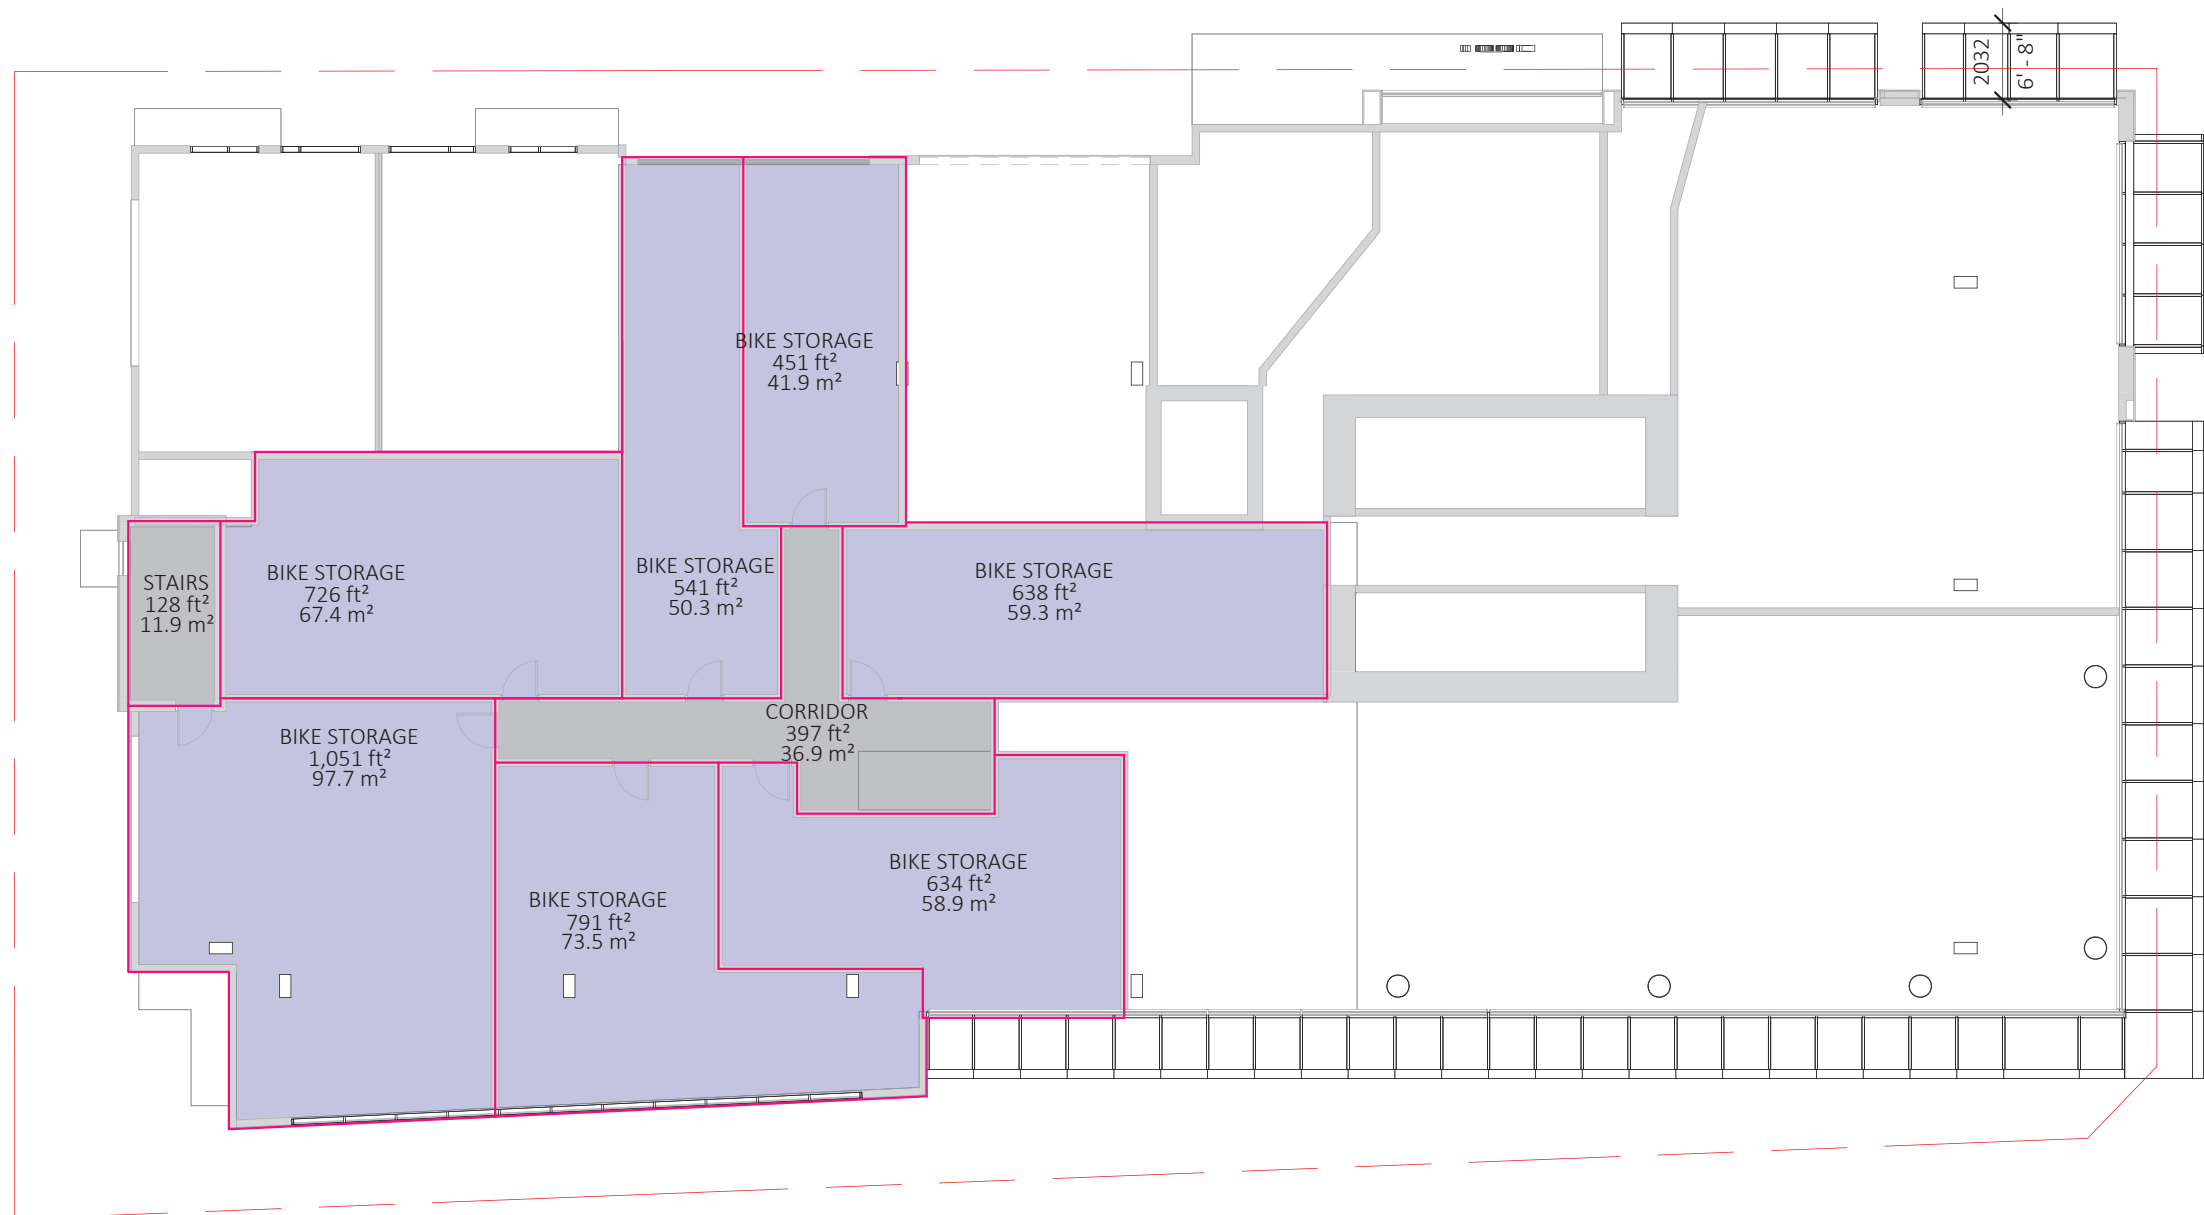 2032
6' - 8"
BIKE STORAGE
451 ft²
41.9 m²
BIKE STORAGE
726 ft²
67.4 m²
BIKE STORAGE
541 ft²
50.3 m²
BIKE STORAGE
638 ft²
59.3 m²
STAIRS
128 ft²
11.9 m²
CORRIDOR
397 ft²
36.9 m²
BIKE STORAGE
1,051 ft²
97.7 m²
BIKE STORAGE
634 ft²
58.9 m²
BIKE STORAGE
791 ft²
73.5 m²